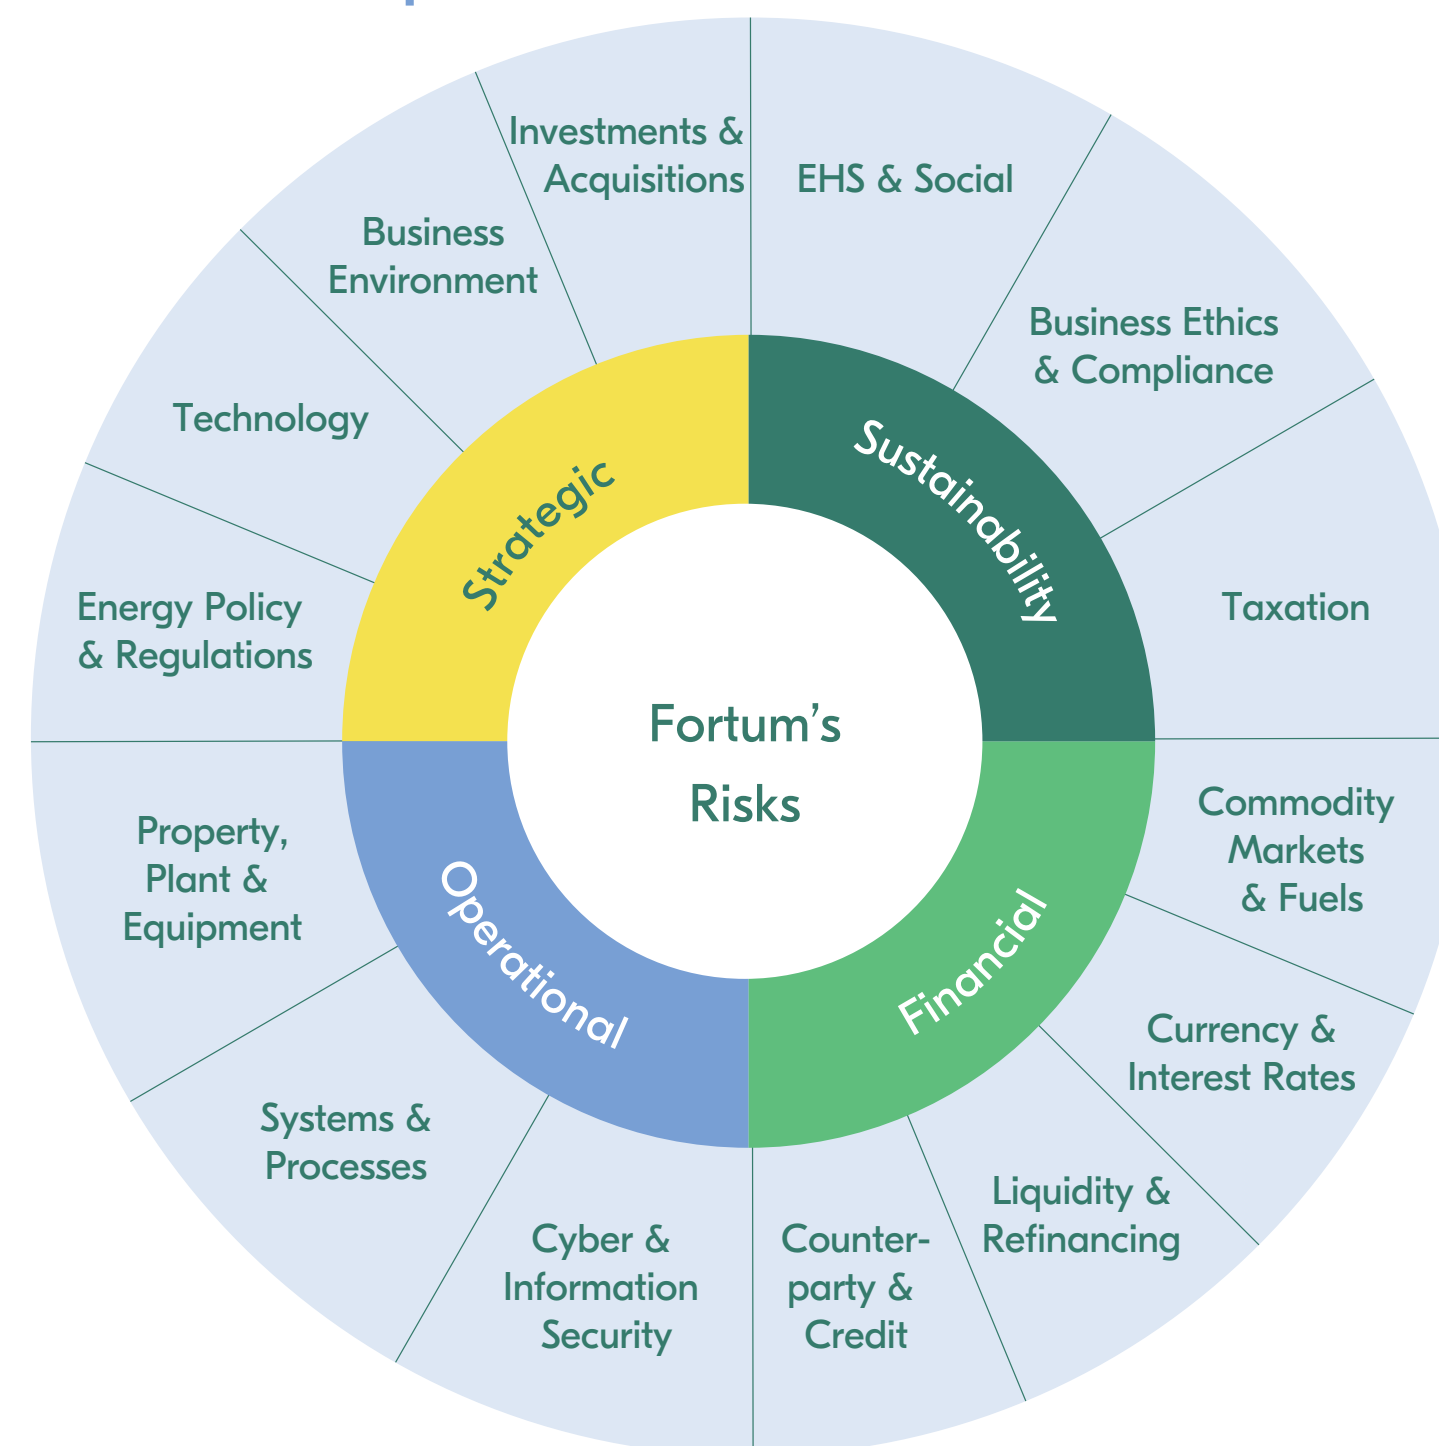 Investments &
Acquisitions
EHS & Social
Business
Environment
Business Ethics
& Compliance
Technology
Strategic
Sustainability
Energy Policy
& Regulations
Taxation
Fortum’s
Risks
Property,
Plant &
Equipment
Commodity
Markets
& Fuels
Operational
Financial
Currency &
Interest Rates
Systems &
Processes
Liquidity &
Refinancing
Cyber &
Information
Security
Counter-
party &
Credit